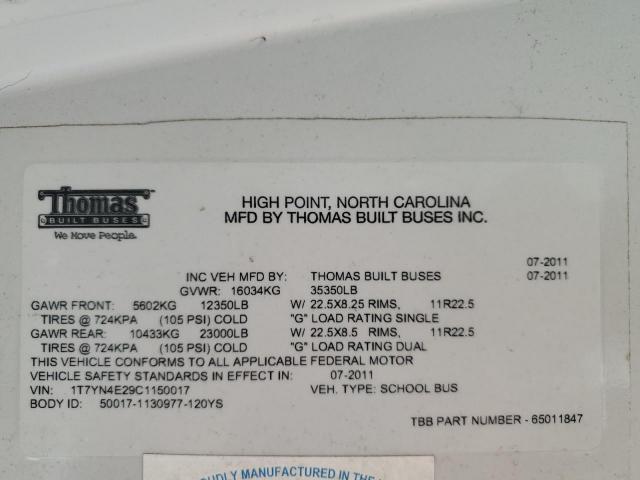 Thomas
BUILT BUSES
We Move People.
HIGH POINT, NORTH CAROLINA
MFD BY THOMAS BUILT BUSES INC.
07-2011
INC VEH MFD BY: THOMAS BUILT BUSES 07-2011
GVWR: 16034KG 35350LB
GAWR FRONT: 5602KG 12350LB W/ 22.5X8.25 RIMS, 11R22.5
TIRES @ 724KPA (105 PSI) COLD "G" LOAD RATING SINGLE
GAWR REAR: 10433KG 23000LB W/ 22.5X8.5 RIMS, 11R22.5
TIRES @ 724KPA (105 PSI) COLD "G" LOAD RATING DUAL
THIS VEHICLE CONFORMS TO ALL APPLICABLE FEDERAL MOTOR
VEHICLE SAFETY STANDARDS IN EFFECT IN: 07-2011
VIN: 1T7YN4E29C1150017 VEH. TYPE: SCHOOL BUS
BODY ID: 50017-1130977-120YS
TBB PART NUMBER - 65011847
MANUFACTURED IN THE